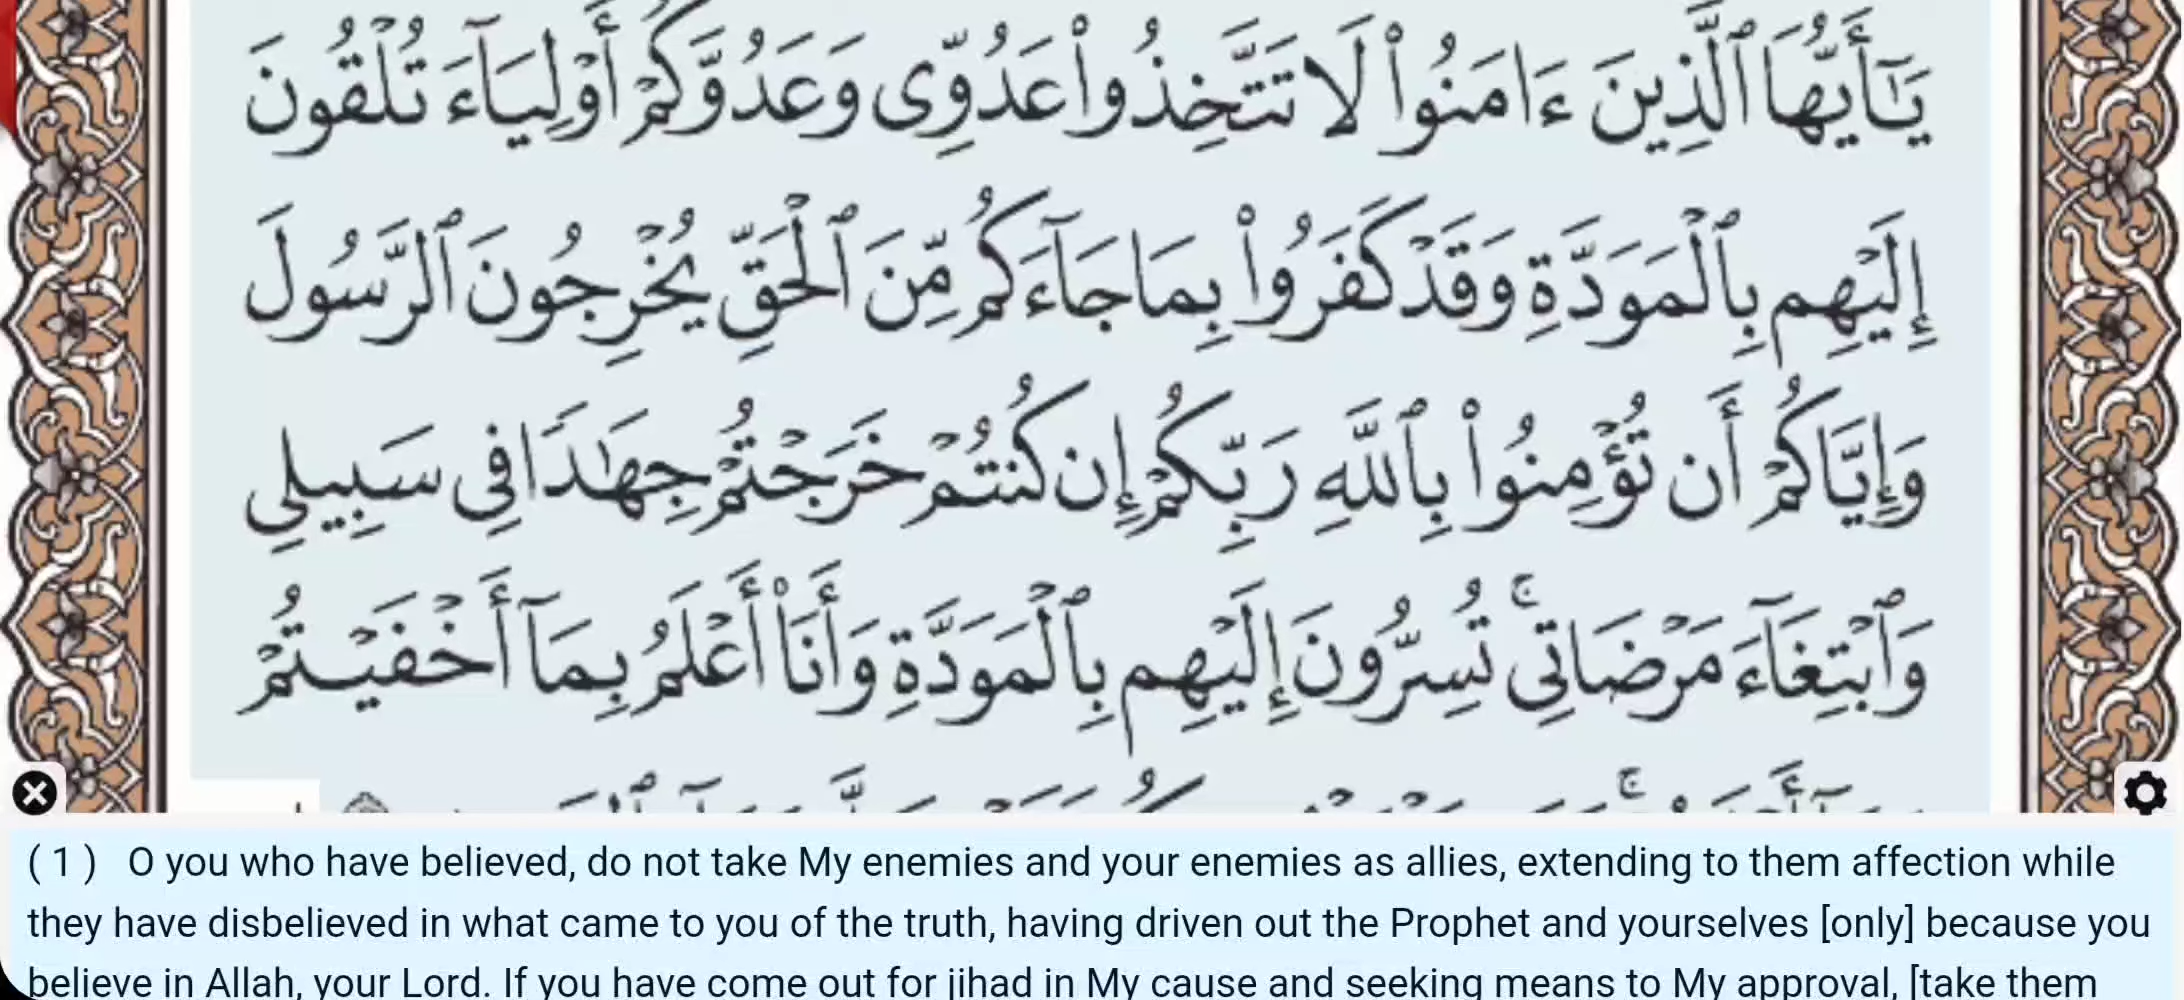 يَٰٓأَيُّهَا ٱلَّذِينَ ءَامَنُوا۟ لَا تَتَّخِذُوا۟ عَدُوِّى وَعَدُوَّكُمْ أَوْلِيَآءَ تُلْقُونَ
إِلَيْهِم بِٱلْمَوَدَّةِ وَقَدْ كَفَرُوا۟ بِمَا جَآءَكُم مِّنَ ٱلْحَقِّ يُخْرِجُونَ ٱلرَّسُولَ
وَإِيَّاكُمْ أَن تُؤْمِنُوا۟ بِٱللَّهِ رَبِّكُمْ إِن كُنتُمْ خَرَجْتُمْ جِهَٰدًا فِى سَبِيلِى
وَٱبْتِغَآءَ مَرْضَاتِى ۚ تُسِرُّونَ إِلَيْهِم بِٱلْمَوَدَّةِ وَأَنَا۠ أَعْلَمُ بِمَآ أَخْفَيْتُمْ
( 1 ) O you who have believed, do not take My enemies and your enemies as allies, extending to them affection while
they have disbelieved in what came to you of the truth, having driven out the Prophet and yourselves [only] because you
believe in Allah, your Lord. If you have come out for jihad in My cause and seeking means to My approval, [take them